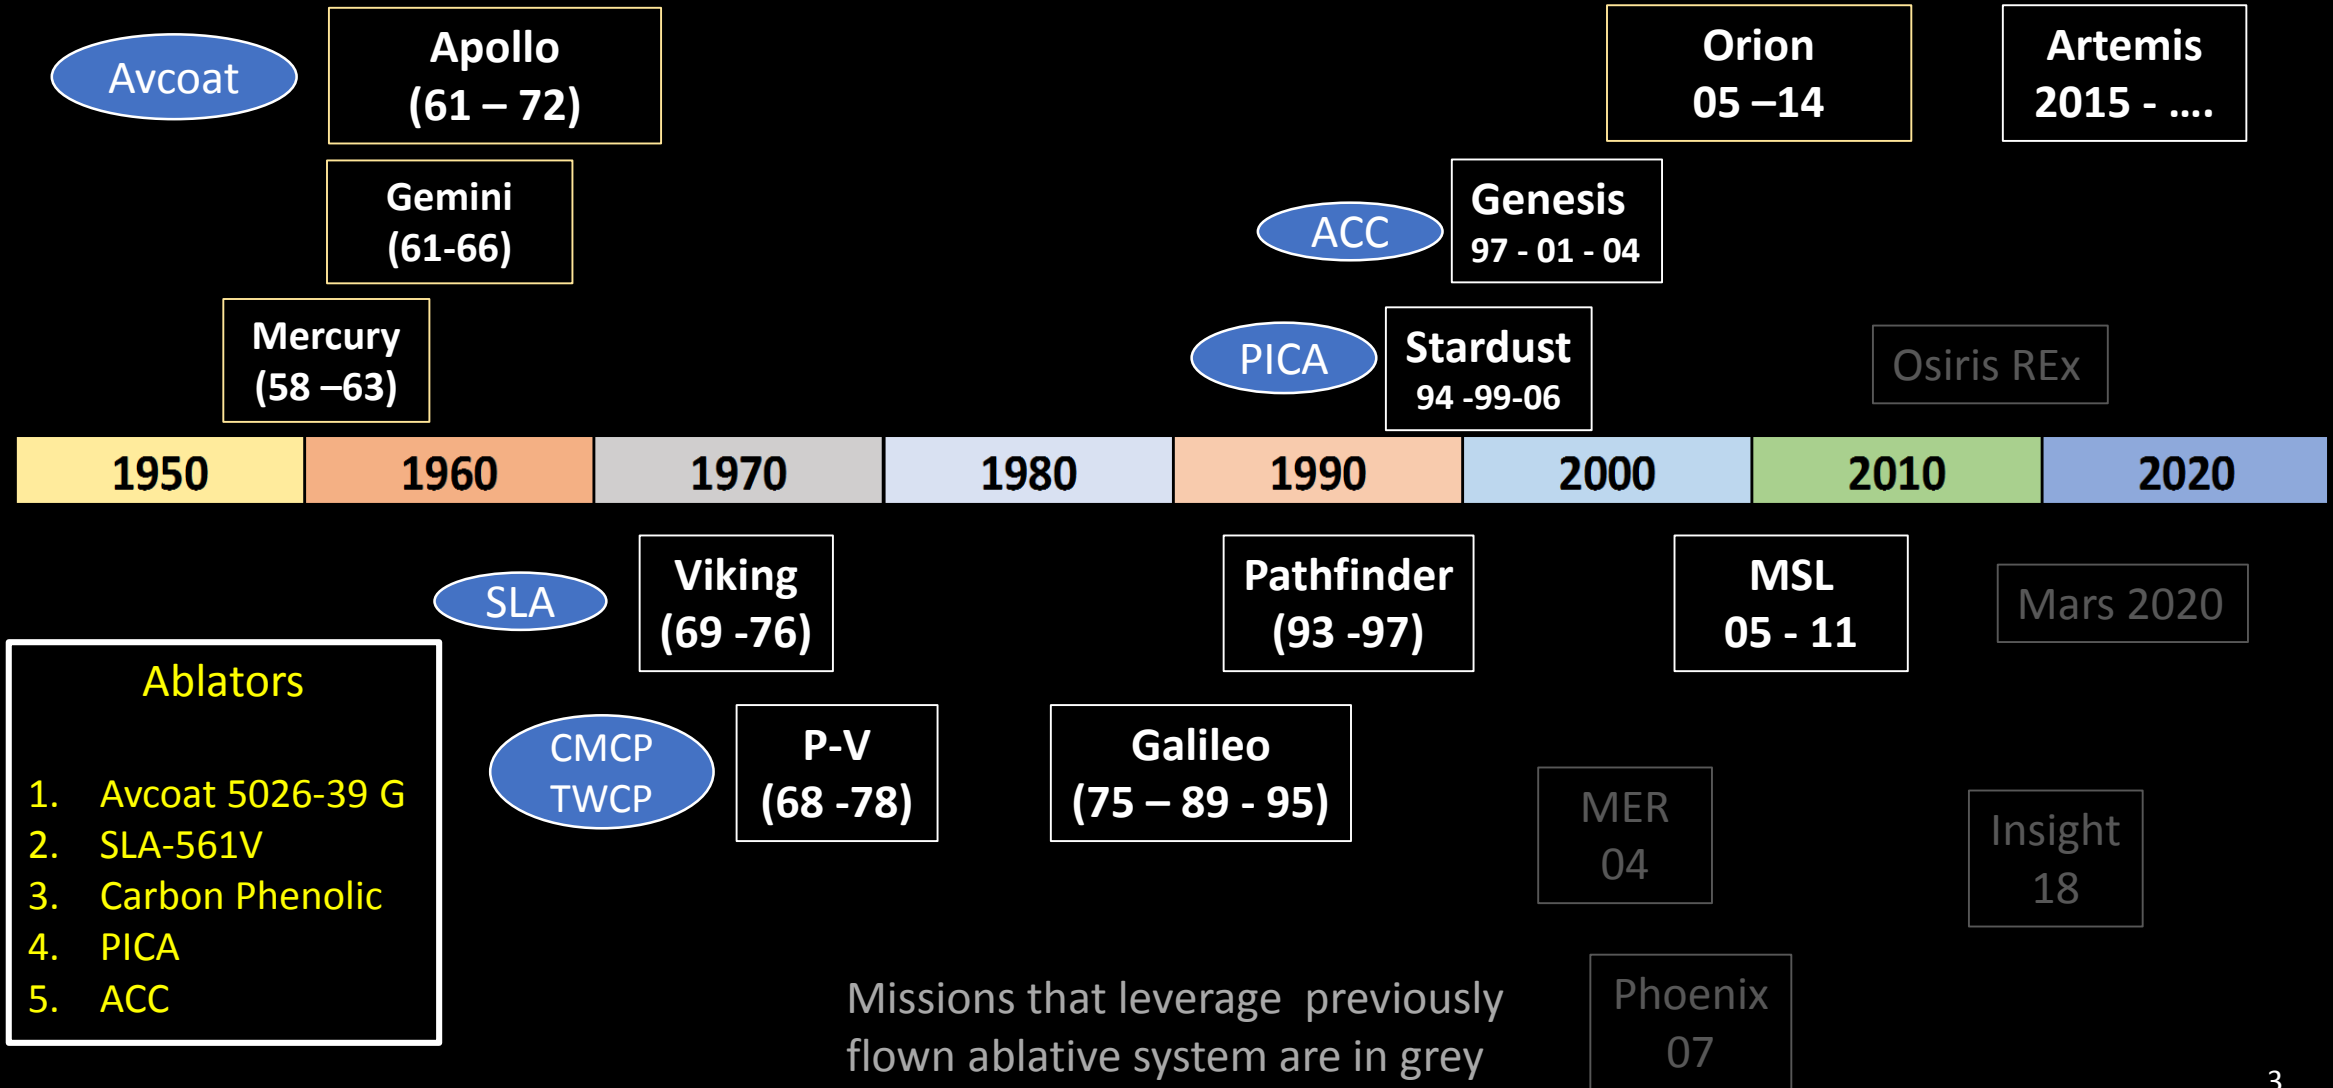 Avcoat
Apollo
(61 – 72)
Orion
05 –14
Artemis
2015 - ....
Gemini
(61-66)
ACC
Genesis
97 - 01 - 04
Mercury
(58 –63)
PICA
Stardust
94 -99-06
Osiris REx
1950 1960 1970 1980 1990 2000 2010 2020
SLA
Viking
(69 -76)
Pathfinder
(93 -97)
MSL
05 - 11
Mars 2020
CMCP
TWCP
P-V
(68 -78)
Galileo
(75 – 89 - 95)
MER
04
Insight
18
Phoenix
07
Ablators
1. Avcoat 5026-39 G
2. SLA-561V
3. Carbon Phenolic
4. PICA
5. ACC
Missions that leverage previously
flown ablative system are in grey
3